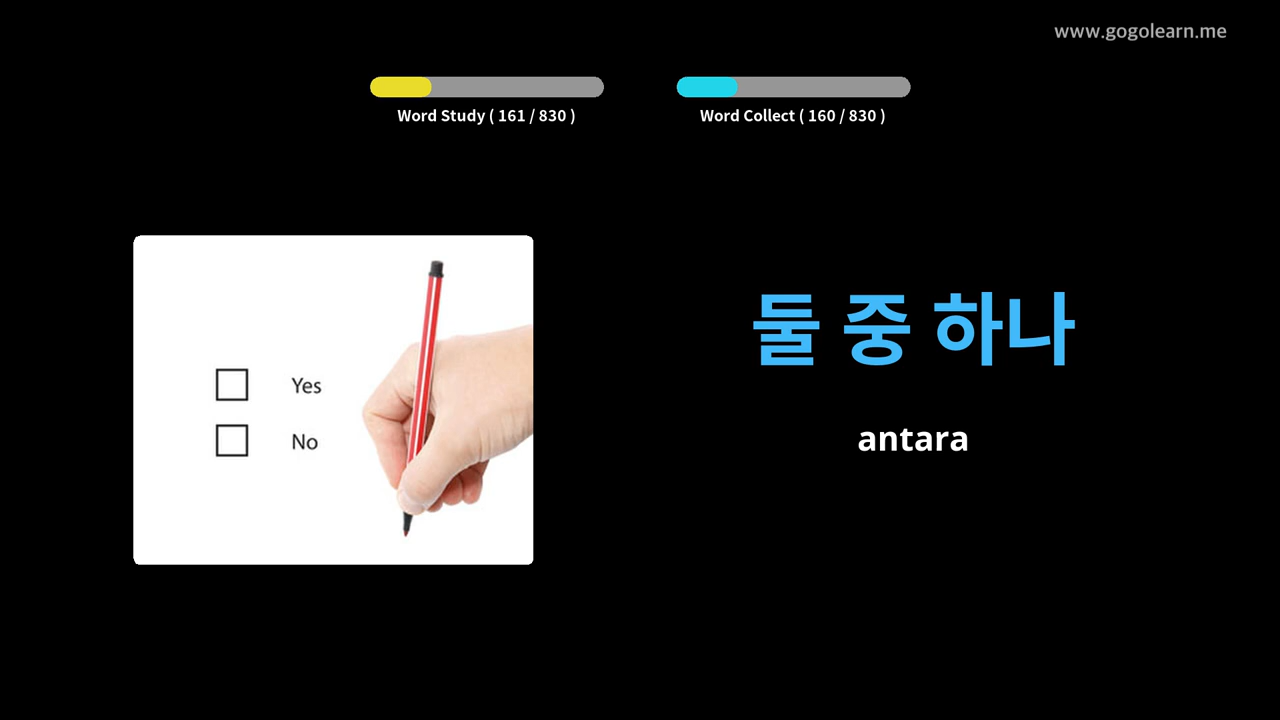 www.gogolearn.me
Word Study ( 161 / 830 )
Word Collect ( 160 / 830 )
Yes
No
둘 중 하나
antara